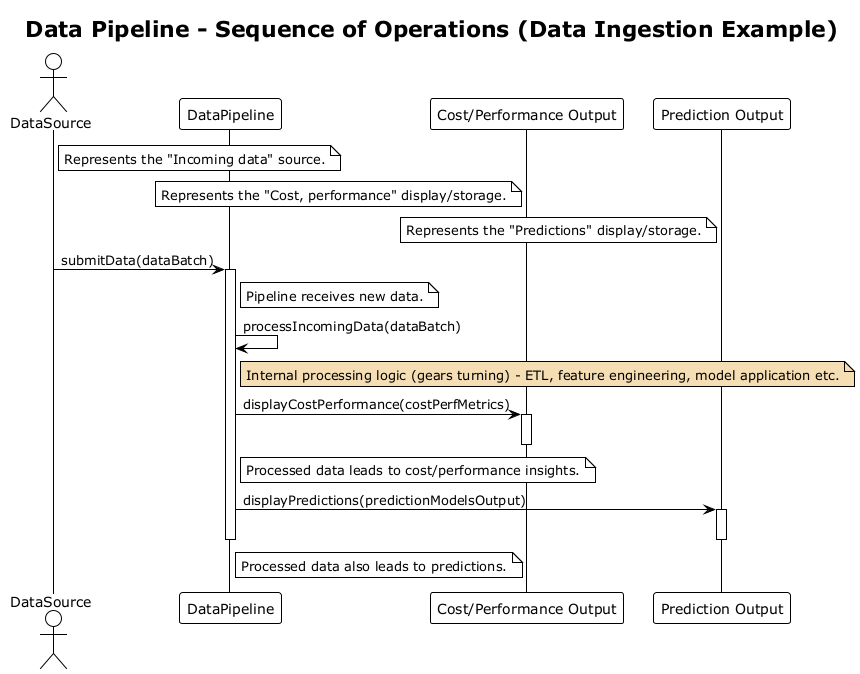 Data Pipeline - Sequence of Operations (Data Ingestion Example)
DataSource
DataPipeline
Cost/Performance Output
Prediction Output
Represents the "Incoming data" source.
Represents the "Cost, performance" display/storage.
Represents the "Predictions" display/storage.
submitData(dataBatch)
Pipeline receives new data.
processIncomingData(dataBatch)
Internal processing logic (gears turning) - ETL, feature engineering, model application etc.
displayCostPerformance(costPerfMetrics)
Processed data leads to cost/performance insights.
displayPredictions(predictionModelsOutput)
Processed data also leads to predictions.
DataSource
DataPipeline
Cost/Performance Output
Prediction Output